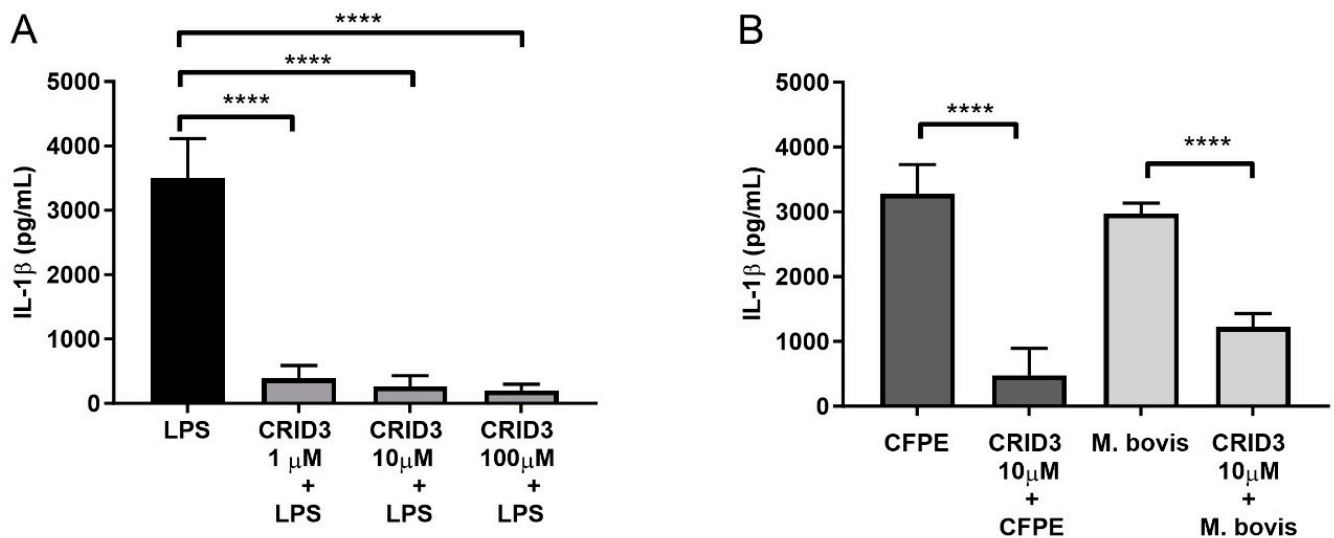 A
****
****
****
5000
4000
3000
2000
1000
0
IL-1β (pg/mL)
LPS
CRID3
1 μM
+
LPS
CRID3
10μM
+
LPS
CRID3
100μM
+
LPS
B
****
****
5000
4000
3000
2000
1000
0
IL-1β (pg/mL)
CFPE
CRID3
10μM
+
CFPE
M. bovis
CRID3
10μM
+
M. bovis